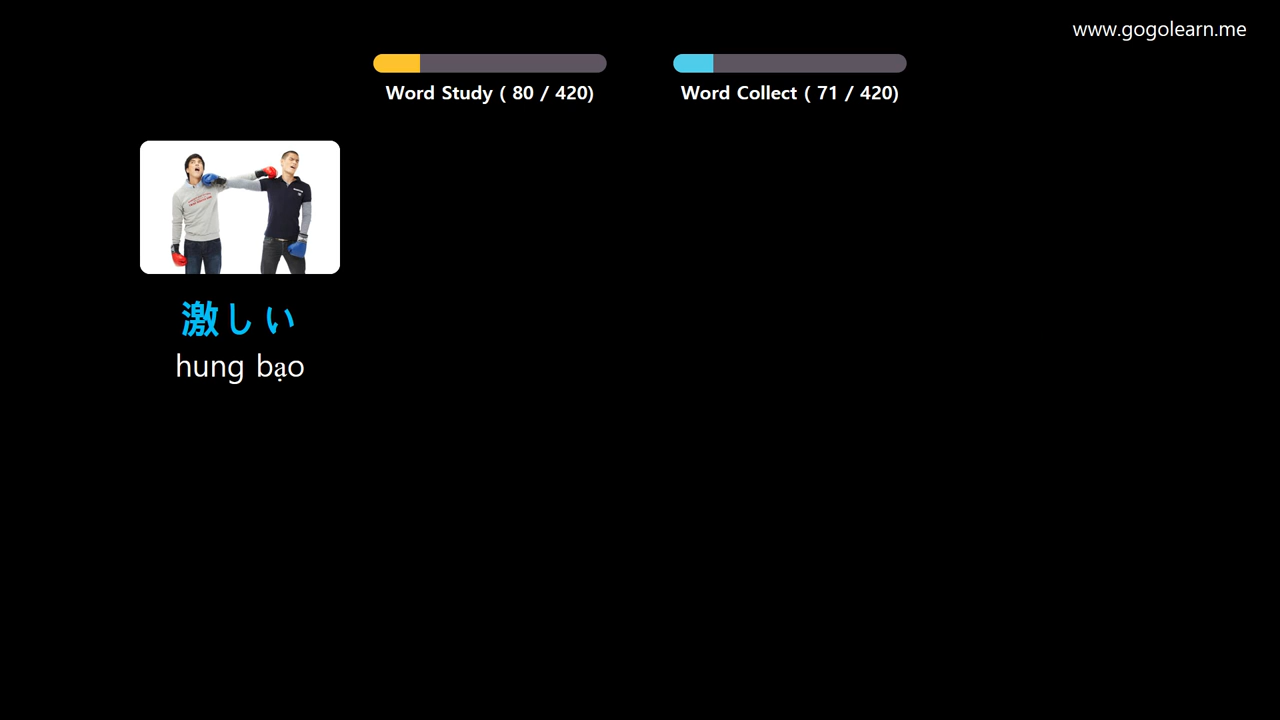 www.gogolearn.me
Word Study ( 80 / 420)
Word Collect ( 71 / 420)
激しい
hung bạo